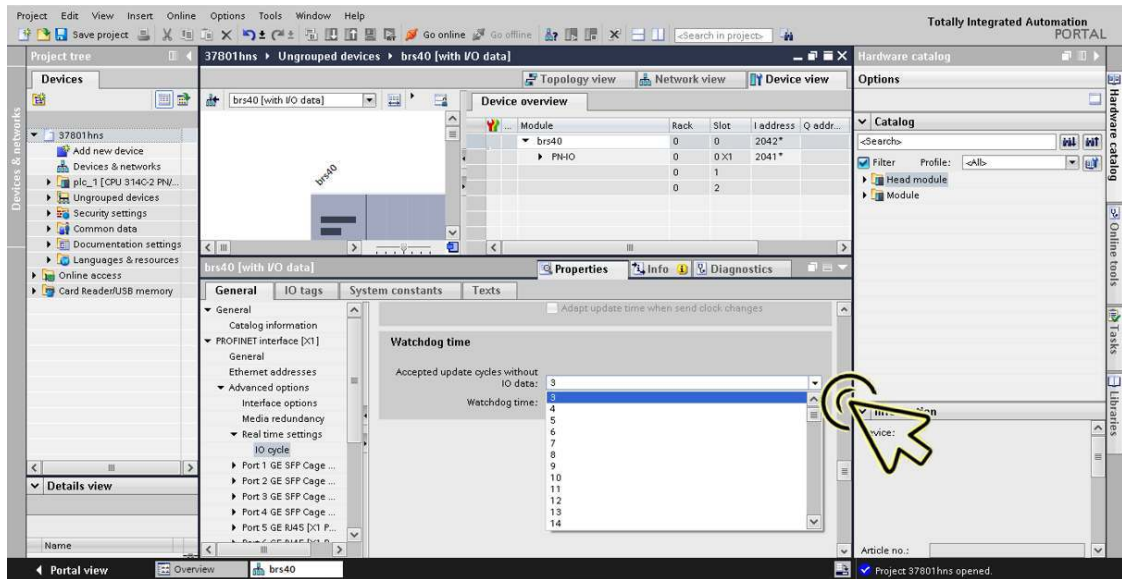 Project Edit View Insert Online Options Tools Window Help
Totally Integrated Automation
PORTAL
Save project
Go online
Go offline
<Search in project>
Project tree
37801hns › Ungrouped devices › brs40 [with I/O data]
Hardware catalog
Devices
Topology view
Network view
Device view
Options
brs40 [with I/O data]
Device overview
... Module Rack Slot I address Q addr...
brs40 0 0 2042*
PN-IO 0 0 X1 2041*
0 1
0 2
brs40
Catalog
<Search>
Filter Profile: <All>
Head module
Module
Devices & networks
37801hns
Add new device
Devices & networks
plc_1 [CPU 314C-2 PN/...
Ungrouped devices
Security settings
Common data
Documentation settings
Languages & resources
Online access
Card Reader/USB memory
Details view
Name
brs40 [with I/O data]
Properties
Info
Diagnostics
General
IO tags
System constants
Texts
General
Catalog information
PROFINET interface [X1]
General
Ethernet addresses
Advanced options
Interface options
Media redundancy
Real time settings
IO cycle
Port 1 GE SFP Cage ...
Port 2 GE SFP Cage ...
Port 3 GE SFP Cage ...
Port 4 GE SFP Cage ...
Port 5 GE RJ45 [X1 P...
Adapt update time when send clock changes
Watchdog time
Accepted update cycles without
IO data: 3
Watchdog time:
3
4
5
6
7
8
9
10
11
12
13
14
Article no.:
Hardware catalog
Online tools
Tasks
Libraries
Portal view
Overview
brs40
Project 37801hns opened.